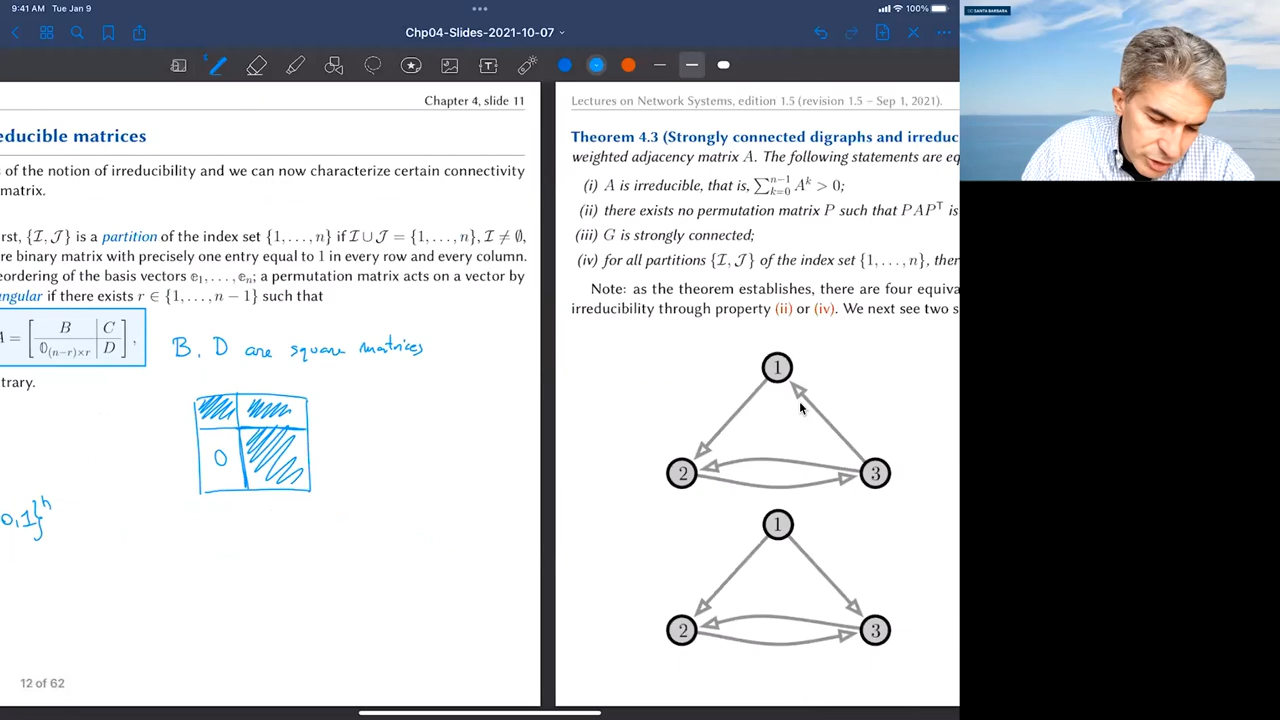 9:41 AM Tue Jan 9
100%
Chp04-Slides-2021-10-07
SANTA BARBARA
Chapter 4, slide 11
educible matrices
s of the notion of irreducibility and we can now characterize certain connectivity
matrix.
irst, {ℐ, 𝒥} is a partition of the index set {1, . . . , n} if ℐ ∪ 𝒥 = {1, . . . , n}, ℐ ≠ ∅,
re binary matrix with precisely one entry equal to 1 in every row and every column.
eordering of the basis vectors 𝕖1, . . . , 𝕖n; a permutation matrix acts on a vector by
angular if there exists r ∈ {1, . . . , n − 1} such that
A = [ B | C
𝟘(n−r)×r | D ],
B, D are square matrices
trary.
0
0,1}ⁿ
12 of 62
Lectures on Network Systems, edition 1.5 (revision 1.5 – Sep 1, 2021).
Theorem 4.3 (Strongly connected digraphs and irreduc
weighted adjacency matrix A. The following statements are eq
(i) A is irreducible, that is, ∑_{k=0}^{n−1} A^k > 0;
(ii) there exists no permutation matrix P such that PAP^T is
(iii) G is strongly connected;
(iv) for all partitions {ℐ, 𝒥} of the index set {1, . . . , n}, ther
Note: as the theorem establishes, there are four equiva
irreducibility through property (ii) or (iv). We next see two s
1
2 3
1
2 3